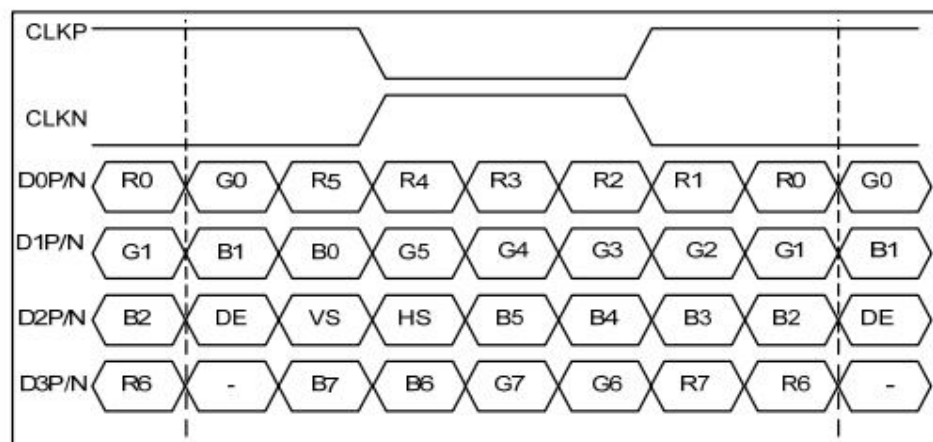 CLKP
CLKN
D0P/N R0 G0 R5 R4 R3 R2 R1 R0 G0
D1P/N G1 B1 B0 G5 G4 G3 G2 G1 B1
D2P/N B2 DE VS HS B5 B4 B3 B2 DE
D3P/N R6 - B7 B6 G7 G6 R7 R6 -